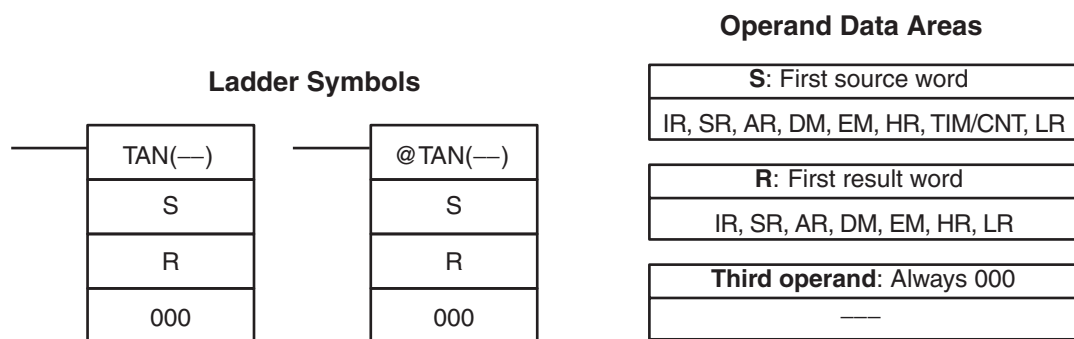 Ladder Symbols
TAN(––)
S
R
000
@TAN(––)
S
R
000
Operand Data Areas
S: First source word
IR, SR, AR, DM, EM, HR, TIM/CNT, LR
R: First result word
IR, SR, AR, DM, EM, HR, LR
Third operand: Always 000
–––